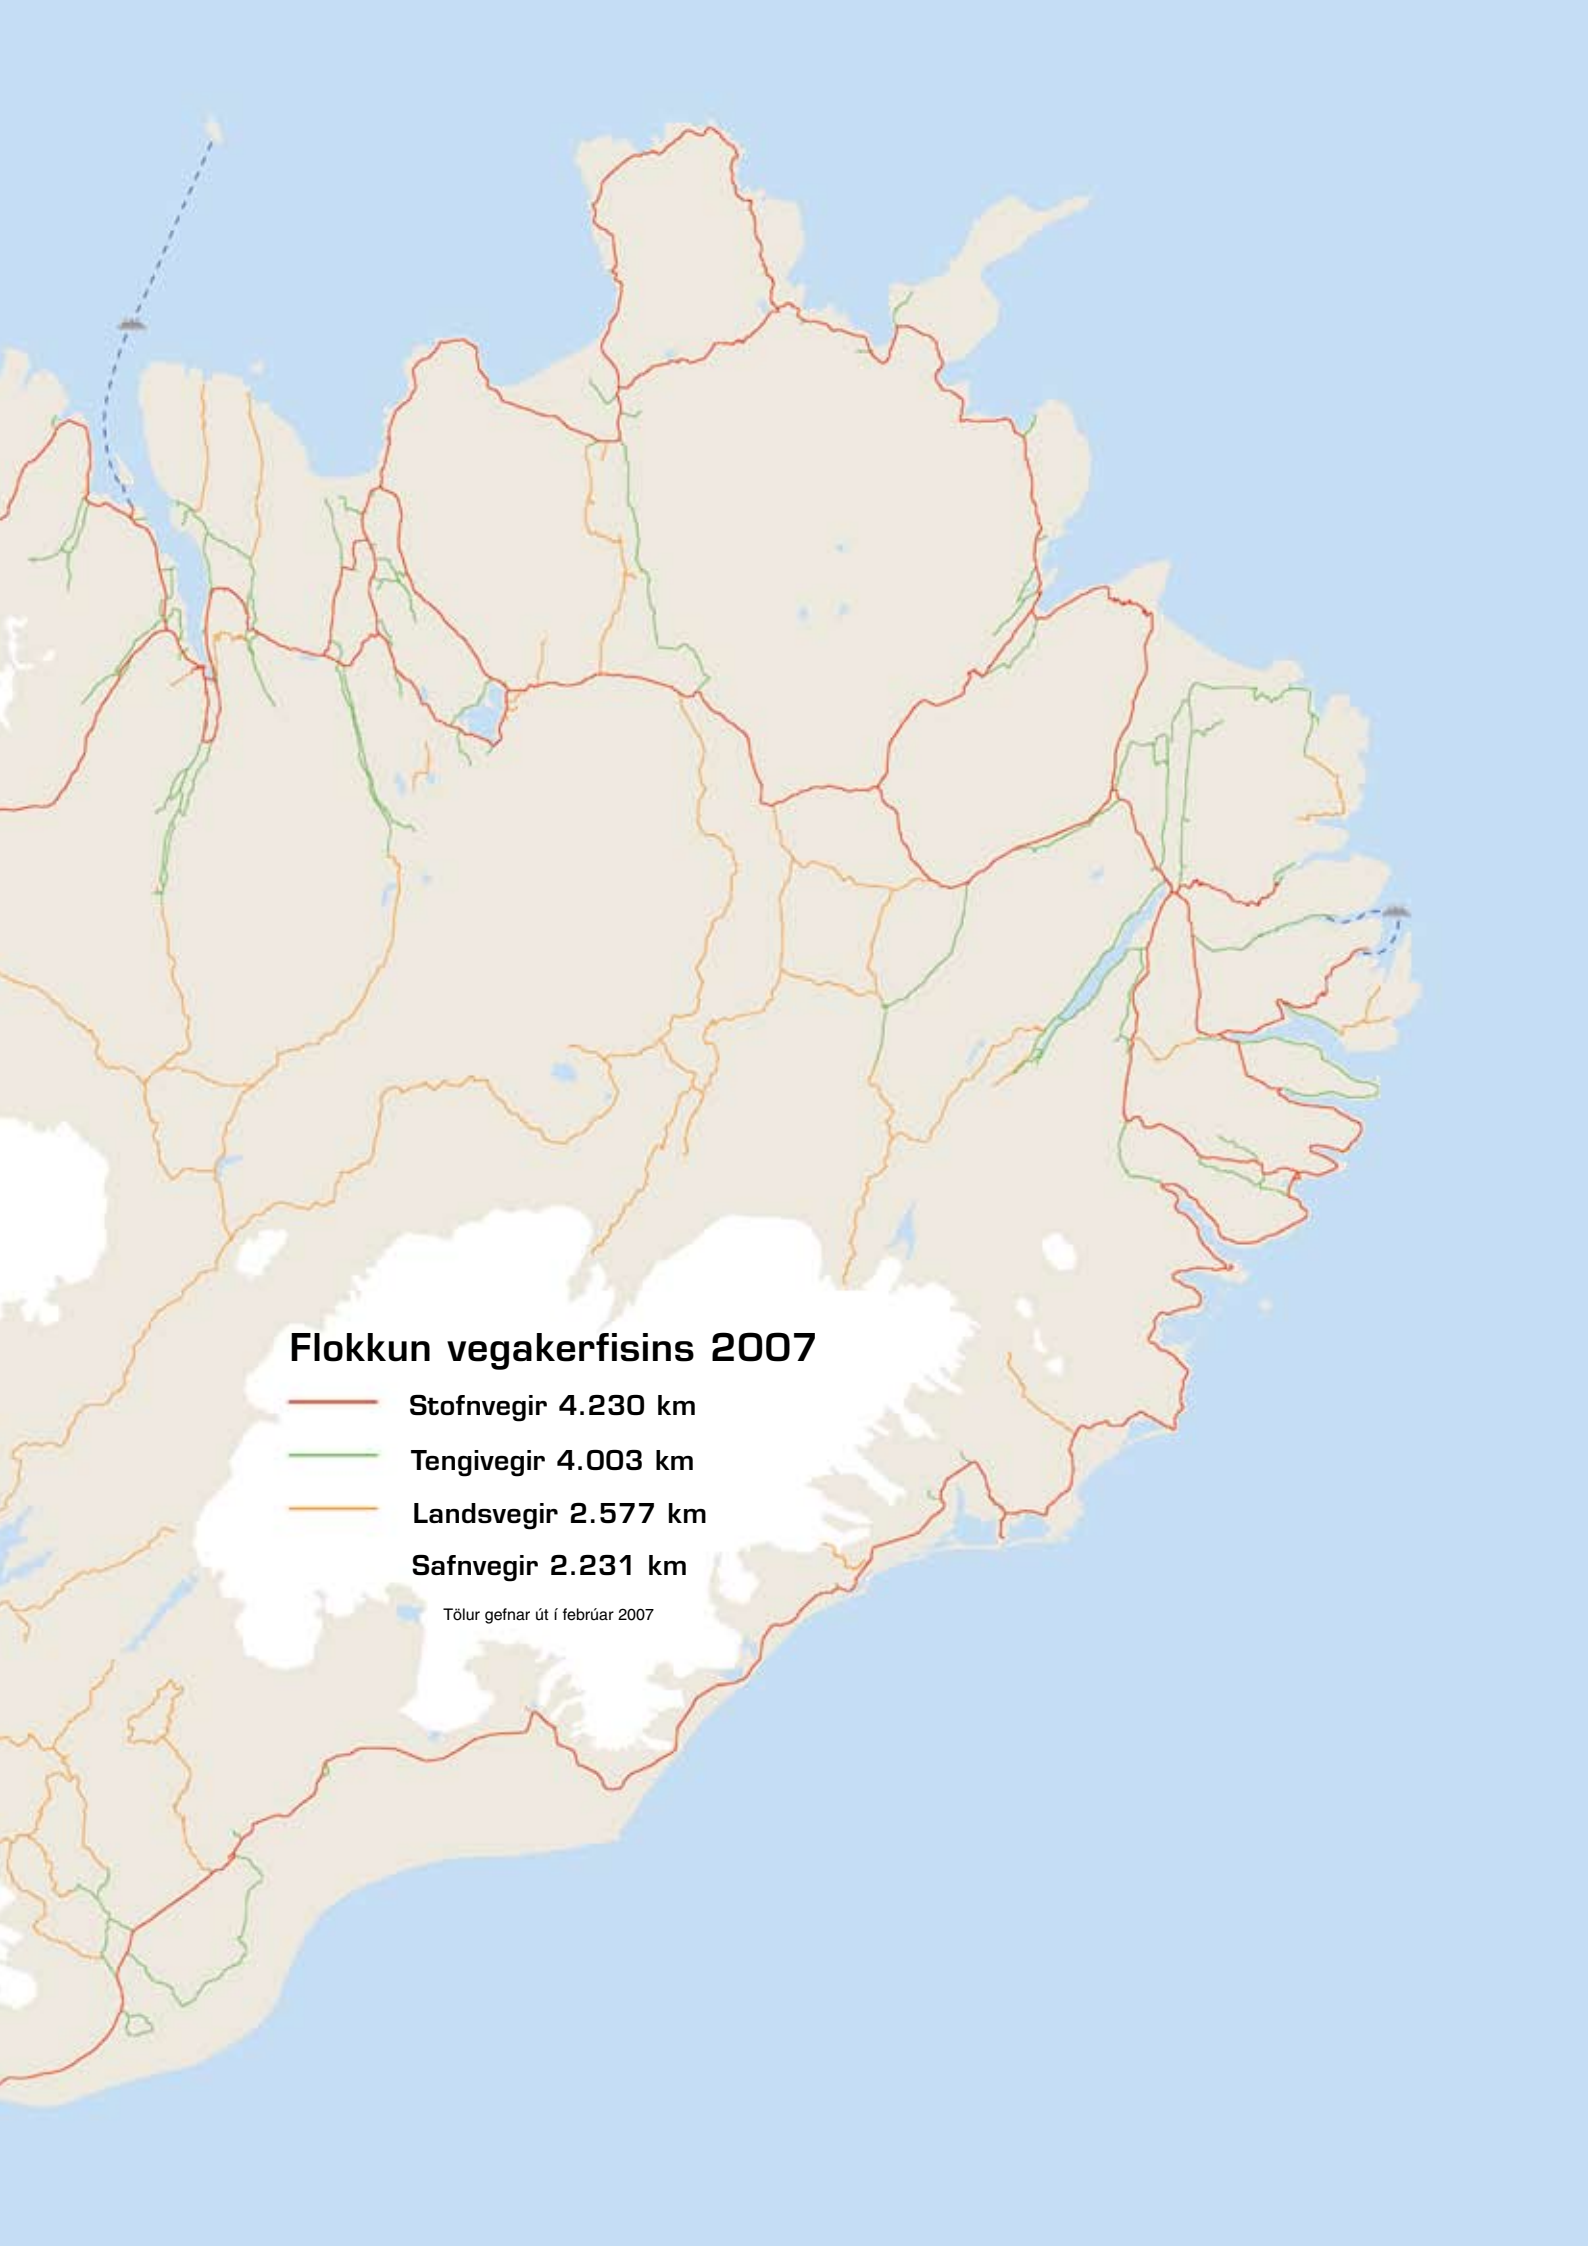 Flokkun vegakerfisins 2007
Stofnvegir 4.230 km
Tengivegir 4.003 km
Landsvegir 2.577 km
Safnvegir 2.231 km
Tölur gefnar út í febrúar 2007